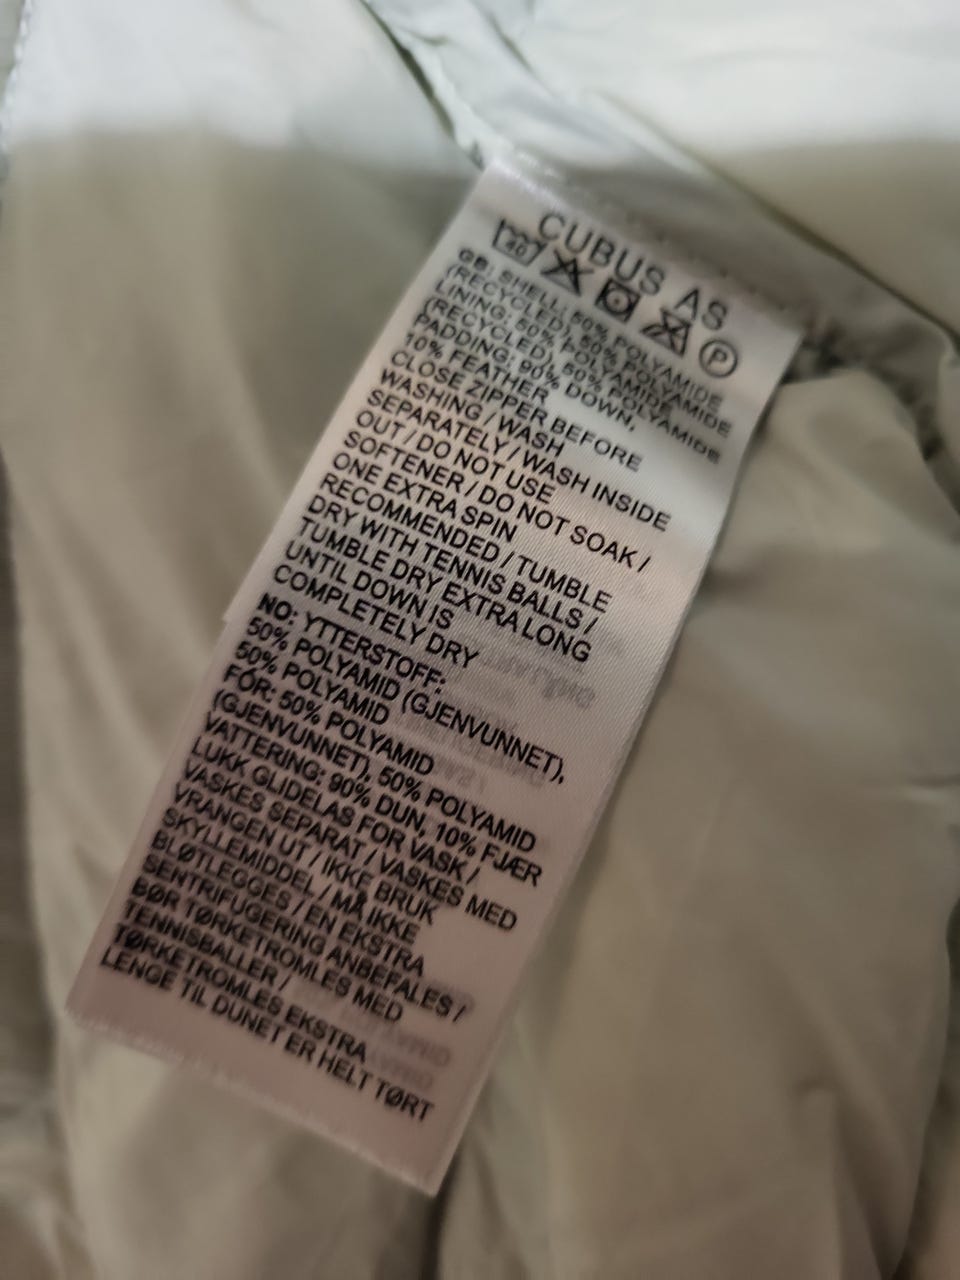 CUBUS AS
40 P
GB: SHELL: 50% POLYAMIDE
(RECYCLED), 50% POLYAMIDE
LINING: 50% POLYAMIDE
(RECYCLED), 50% POLYAMIDE
PADDING: 90% DOWN,
10% FEATHER
CLOSE ZIPPER BEFORE
WASHING / WASH
SEPARATELY / WASH INSIDE
OUT / DO NOT USE
SOFTENER / DO NOT SOAK /
ONE EXTRA SPIN
RECOMMENDED / TUMBLE
DRY WITH TENNIS BALLS /
TUMBLE DRY EXTRA LONG
UNTIL DOWN IS
COMPLETELY DRY
NO: YTTERSTOFF:
50% POLYAMID (GJENVUNNET),
50% POLYAMID
FÓR: 50% POLYAMID
(GJENVUNNET), 50% POLYAMID
VATTERING: 90% DUN, 10% FJÆR
LUKK GLIDELÅS FØR VASK /
VASKES SEPARAT / VASKES MED
VRANGEN UT / IKKE BRUK
SKYLLEMIDDEL / MÅ IKKE
BLØTLEGGES / EN EKSTRA
SENTRIFUGERING ANBEFALES /
BØR TØRKETROMLES MED
TENNISBALLER /
TØRKETROMLES EKSTRA
LENGE TIL DUNET ER HELT TØRT